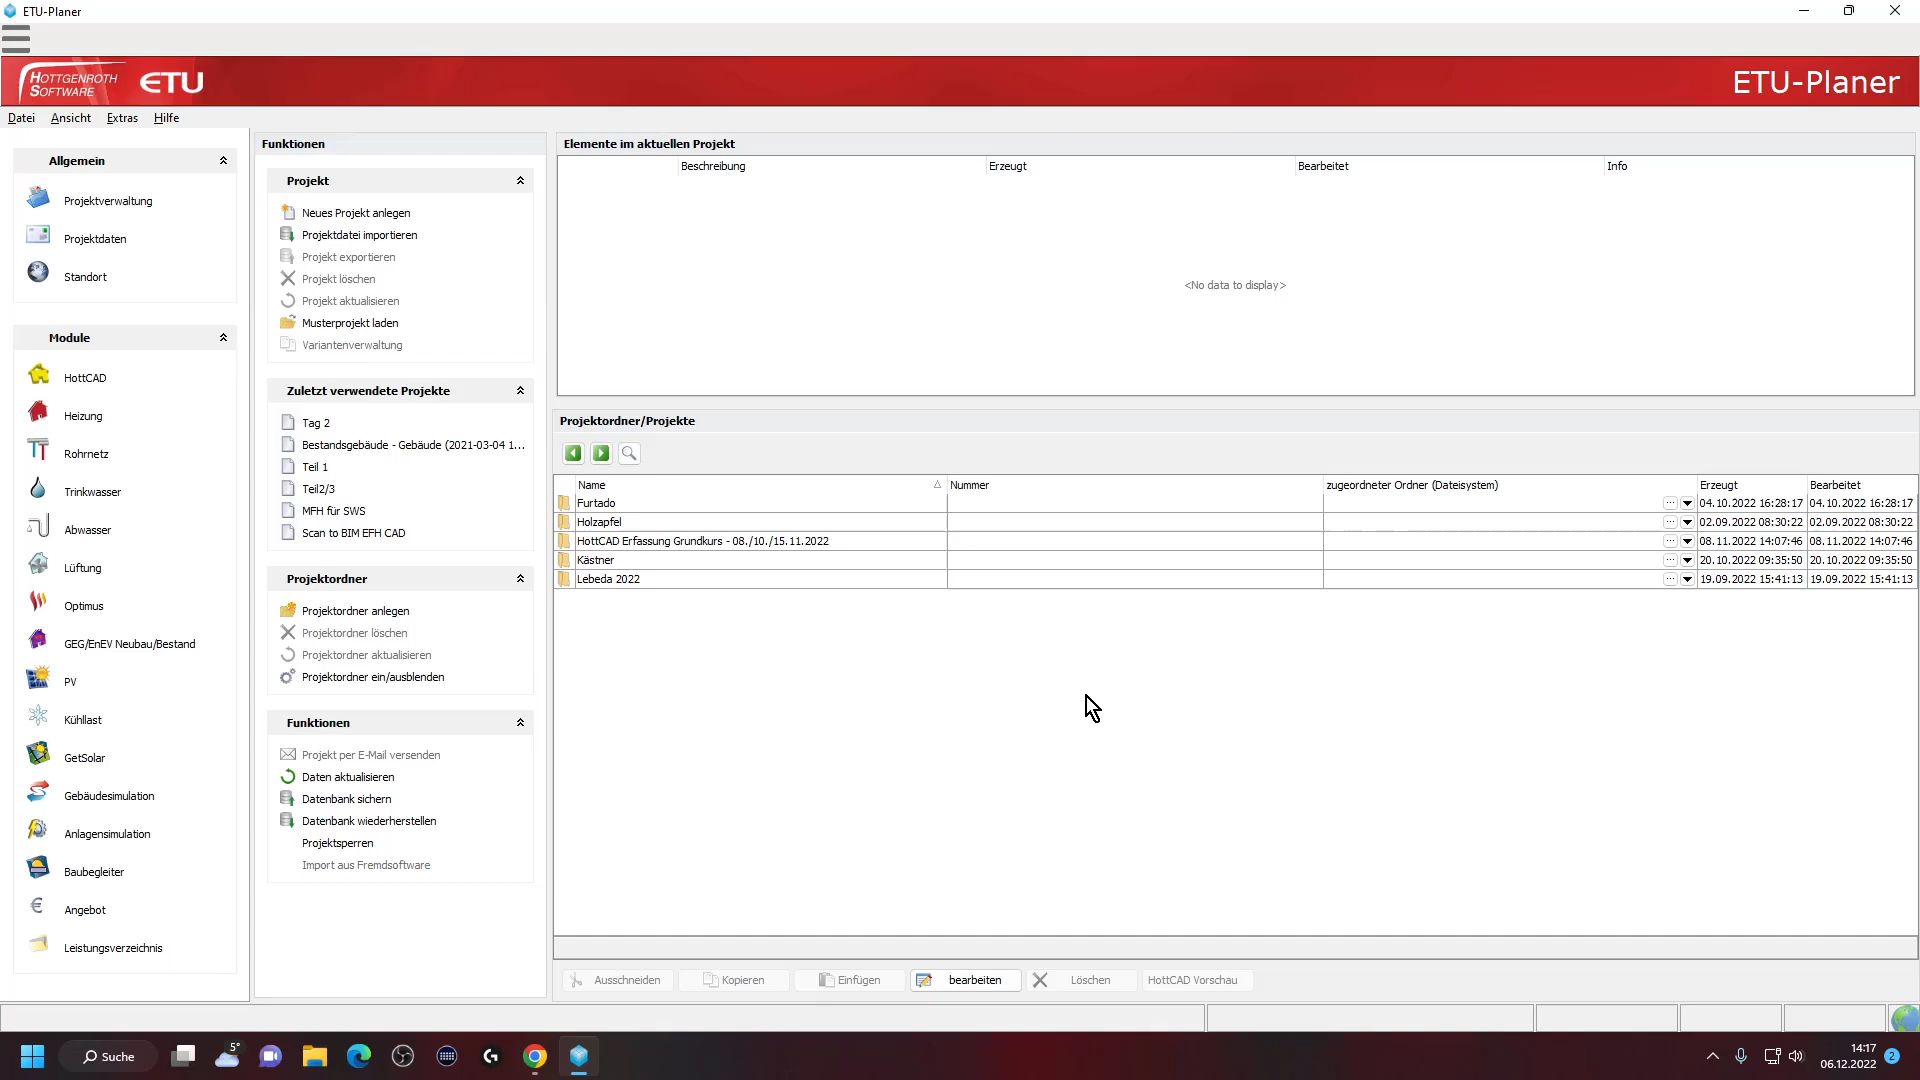 ETU-Planer
HOTTGENROTH
SOFTWARE
ETU
ETU-Planer
Datei Ansicht Extras Hilfe
Allgemein
Projektverwaltung
Projektdaten
Standort
Module
HottCAD
Heizung
Rohrnetz
Trinkwasser
Abwasser
Lüftung
Optimus
GEG/EnEV Neubau/Bestand
PV
Kühllast
GetSolar
Gebäudesimulation
Anlagensimulation
Baubegleiter
Angebot
Leistungsverzeichnis
Funktionen
Projekt
Neues Projekt anlegen
Projektdatei importieren
Projekt exportieren
Projekt löschen
Projekt aktualisieren
Musterprojekt laden
Variantenverwaltung
Zuletzt verwendete Projekte
Tag 2
Bestandsgebäude - Gebäude (2021-03-04 1...
Teil 1
Teil2/3
MFH für SWS
Scan to BIM EFH CAD
Projektordner
Projektordner anlegen
Projektordner löschen
Projektordner aktualisieren
Projektordner ein/ausblenden
Funktionen
Projekt per E-Mail versenden
Daten aktualisieren
Datenbank sichern
Datenbank wiederherstellen
Projektsperren
Import aus Fremdsoftware
Elemente im aktuellen Projekt
Beschreibung Erzeugt Bearbeitet Info
<No data to display>
Projektordner/Projekte
Name Nummer zugeordneter Ordner (Dateisystem) Erzeugt Bearbeitet
Furtado 04.10.2022 16:28:17 04.10.2022 16:28:17
Holzapfel 02.09.2022 08:30:22 02.09.2022 08:30:22
HottCAD Erfassung Grundkurs - 08./10./15.11.2022 08.11.2022 14:07:46 08.11.2022 14:07:46
Kästner 20.10.2022 09:35:50 20.10.2022 09:35:50
Lebeda 2022 19.09.2022 15:41:13 19.09.2022 15:41:13
Ausschneiden Kopieren Einfügen bearbeiten Löschen HottCAD Vorschau
Suche 5° 14:17
06.12.2022 2